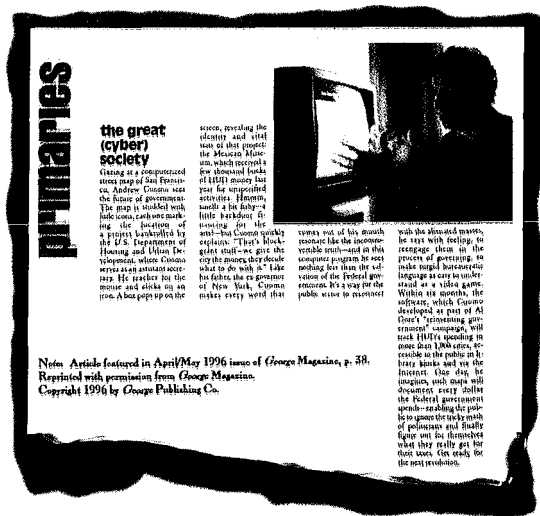 primaries
the great
(cyber)
society
Gazing at a computerized
street map of San Francis-
co, Andrew Cuomo sees
the future of government.
The map is studded with
little icons, each one mark-
ing the location of
a project bankrolled by
the U.S. Department of
Housing and Urban De-
velopment, where Cuomo
serves as an assistant secre-
tary. He reaches for the
mouse and clicks on an
icon. A box pops up on the
screen, revealing the
identity and vital
stats of that project:
the Mexican Muse-
um, which received a
few thousand bucks
of HUD money last
year for unspecified
activities. Hmmm,
smells a bit fishy—a
little backdoor fi-
nancing for the
arts?—but Cuomo quickly
explains: "That's block-
grant stuff—we give the
city the money, they decide
what to do with it." Like
his father, the ex-governor
of New York, Cuomo
makes every word that
comes out of his mouth
resonate like the incontro-
vertible truth—and in this
computer program he sees
nothing less than the sal-
vation of the Federal gov-
ernment. It's a way for the
public sector to reconnect
with the alienated masses,
he says with feeling, to
reengage them in the
process of governing, to
make turgid bureaucratic
language as easy to under-
stand as a video game.
Within six months, the
software, which Cuomo
developed as part of Al
Gore's "reinventing gov-
ernment" campaign, will
track HUD's spending in
more than 1,000 cities, ac-
cessible to the public in li-
brary kiosks and via the
Internet. One day, he
imagines, such maps will
document every dollar
the Federal government
spends—enabling the pub-
lic to ignore the tricky math
of politicians and finally
figure out for themselves
what they really get for
their taxes. Get ready for
the next revolution.
Note: Article featured in April/May 1996 issue of George Magazine, p. 38.
Reprinted with permission from George Magazine.
Copyright 1996 by George Publishing Co.